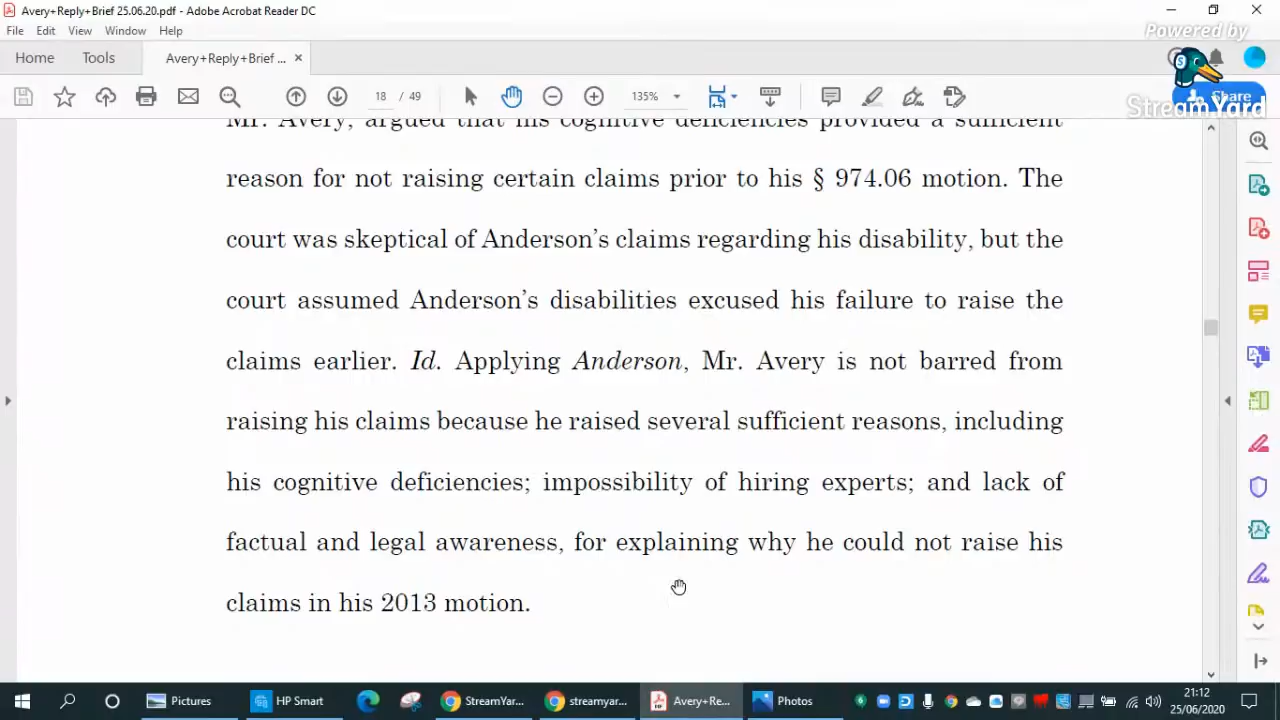 Avery+Reply+Brief 25.06.20.pdf - Adobe Acrobat Reader DC
File Edit View Window Help
Powered by
StreamYard
Home Tools Avery+Reply+Brief ... ×
18 / 49 135% Share
Mr. Avery, argued that his cognitive deficiencies provided a sufficient
reason for not raising certain claims prior to his § 974.06 motion. The
court was skeptical of Anderson’s claims regarding his disability, but the
court assumed Anderson’s disabilities excused his failure to raise the
claims earlier. Id. Applying Anderson, Mr. Avery is not barred from
raising his claims because he raised several sufficient reasons, including
his cognitive deficiencies; impossibility of hiring experts; and lack of
factual and legal awareness, for explaining why he could not raise his
claims in his 2013 motion.
Pictures HP Smart StreamYar... streamyar... Avery+Re... Photos
21:12
25/06/2020